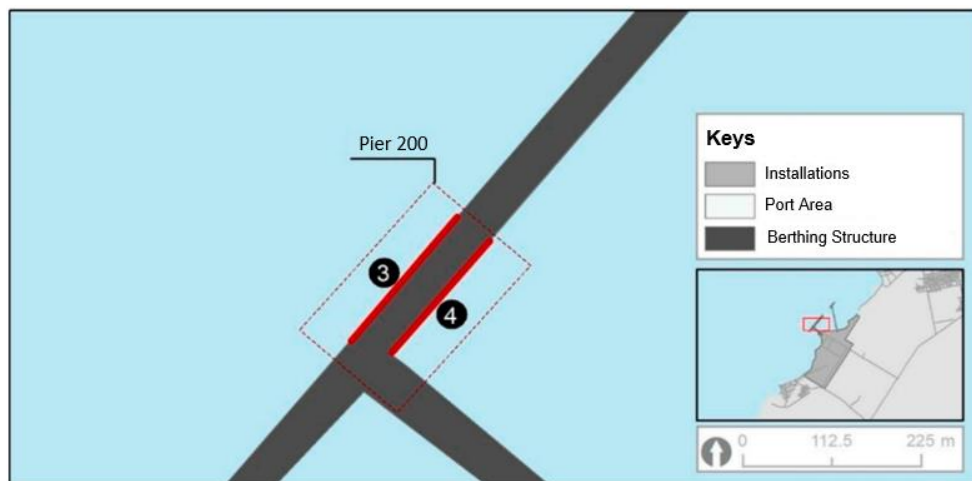 Pier 200
3
4
Keys
Installations
Port Area
Berthing Structure
0 112.5 225 m